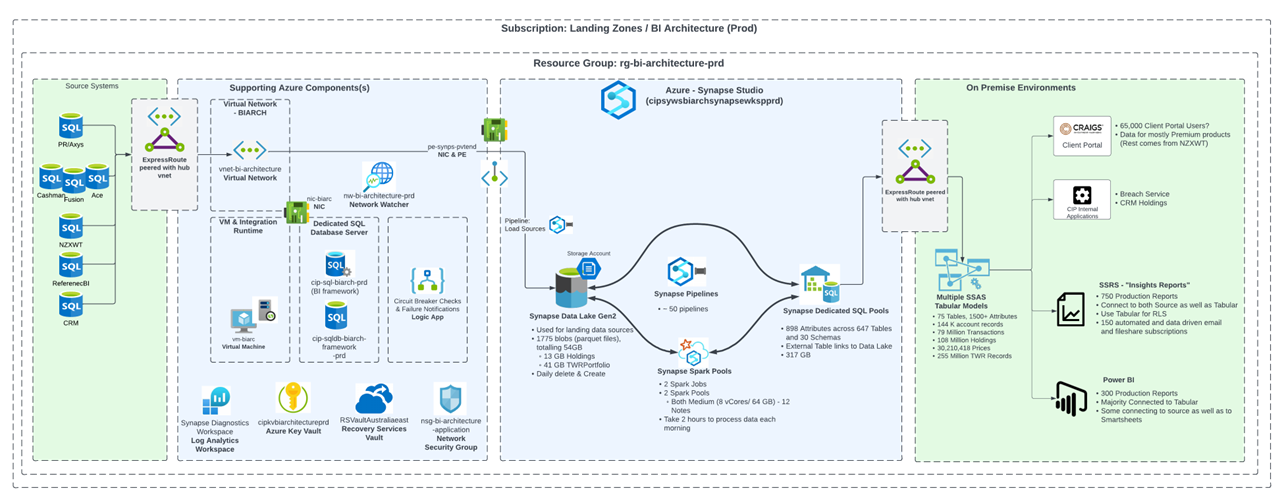 Subscription: Landing Zones / BI Architecture (Prod)
Resource Group: rg-bi-architecture-prd
Source Systems
SQL
PR/Axys
SQL
SQL
SQL
Cashman
Fusion
Ace
SQL
NZXWT
SQL
ReferenecBI
SQL
CRM
ExpressRoute
peered with hub
vnet
Supporting Azure Components(s)
Virtual Network
- BIARCH
vnet-bi-architecture
Virtual Network
nw-bi-architecture-prd
Network Watcher
nic-biarc
NIC
pe-synps-pvtend
NIC & PE
VM & Integration
Runtime
vm-biarc
Virtual Machine
Dedicated SQL
Database Server
SQL
cip-sql-biarch-prd
(BI framework)
SQL
cip-sqldb-biarch-
framework
-prd
Circuit Breaker Checks
& Failure Notifications
Logic App
Synapse Diagnostics
Workspace
Log Analytics
Workspace
cipkvbiarchitectureprd
Azure Key Vault
RSVaultAustraliaeast
Recovery Services
Vault
nsg-bi-architecture
-application
Network
Security Group
Azure - Synapse Studio
(cipsywsbiarchsynapsewkspprd)
Pipeline:
Load Sources
Storage Account
Synapse Data Lake Gen2
• Used for landing data sources
• 1775 blobs (parquet files),
totalling 54GB
◦ 13 GB Holdings
◦ 41 GB TWRPortfolio
• Daily delete & Create
Synapse Pipelines
• ~ 50 pipelines
Synapse Spark Pools
• 2 Spark Jobs
• 2 Spark Pools
◦ Both Medium (8 vCores/ 64 GB) - 12
Notes
• Take 2 hours to process data each
morning
SQL
Synapse Dedicated SQL Pools
• 898 Attributes across 647 Tables
and 30 Schemas
• External Table links to Data Lake
• 317 GB
ExpressRoute peered
with hub vnet
On Premise Environments
Multiple SSAS
Tabular Models
• 75 Tables, 1500+ Attributes
• 144 K account records
• 79 Million Transactions
• 108 Million Holdings
• 30,210,418 Prices
• 255 Million TWR Records
CRAIGS
Client Portal
• 65,000 Client Portal Users?
• Data for mostly Premium products
(Rest comes from NZXWT)
CIP Internal
Applications
• Breach Service
• CRM Holdings
SSRS - "Insights Reports"
• 750 Production Reports
• Connect to both Source as well as Tabular
• Use Tabular for RLS
• 150 automated and data driven email
and fileshare subscriptions
Power BI
• 300 Production Reports
• Majority Connected to Tabular
• Some connecting to source as well as to
Smartsheets